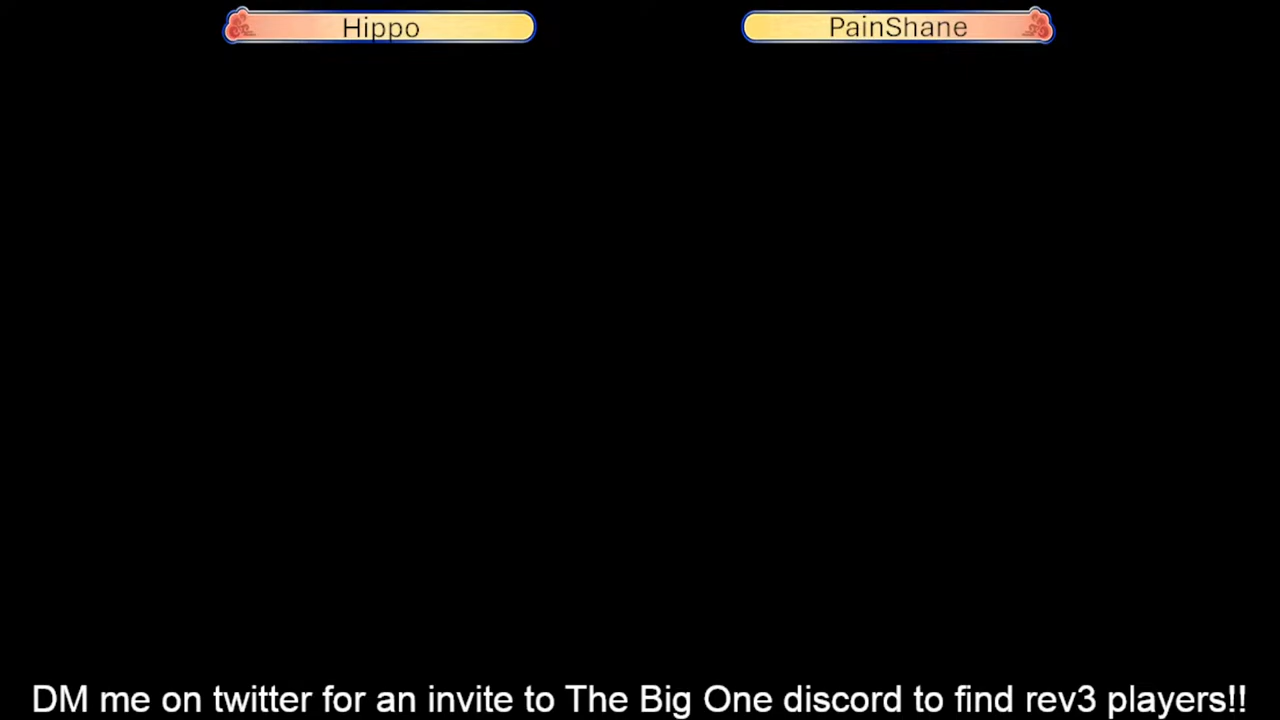 Hippo
PainShane
DM me on twitter for an invite to The Big One discord to find rev3 players!!